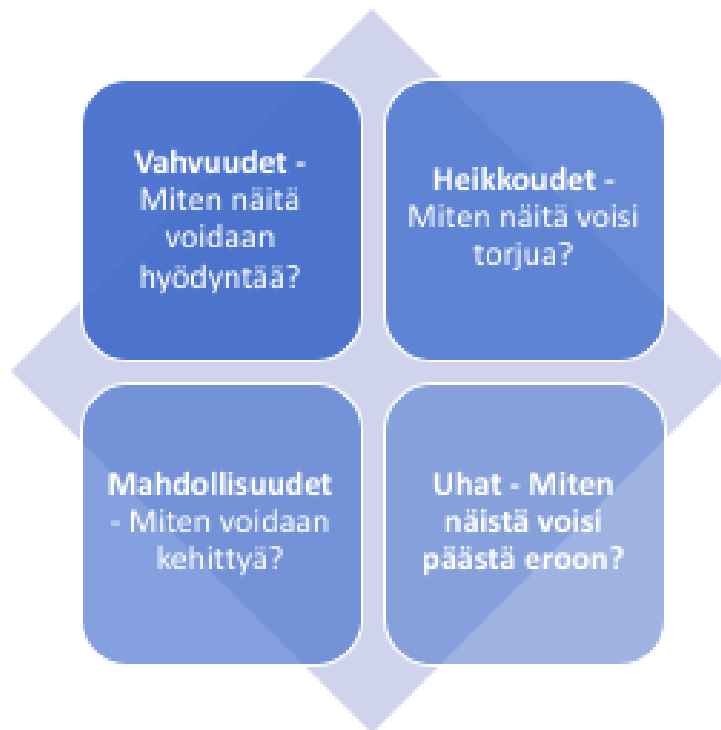 Vahvuudet -
Miten näitä
voidaan
hyödyntää?
Heikkoudet -
Miten näitä voisi
torjua?
Mahdollisuudet
- Miten voidaan
kehittyä?
Uhat - Miten
näistä voisi
päästä eroon?